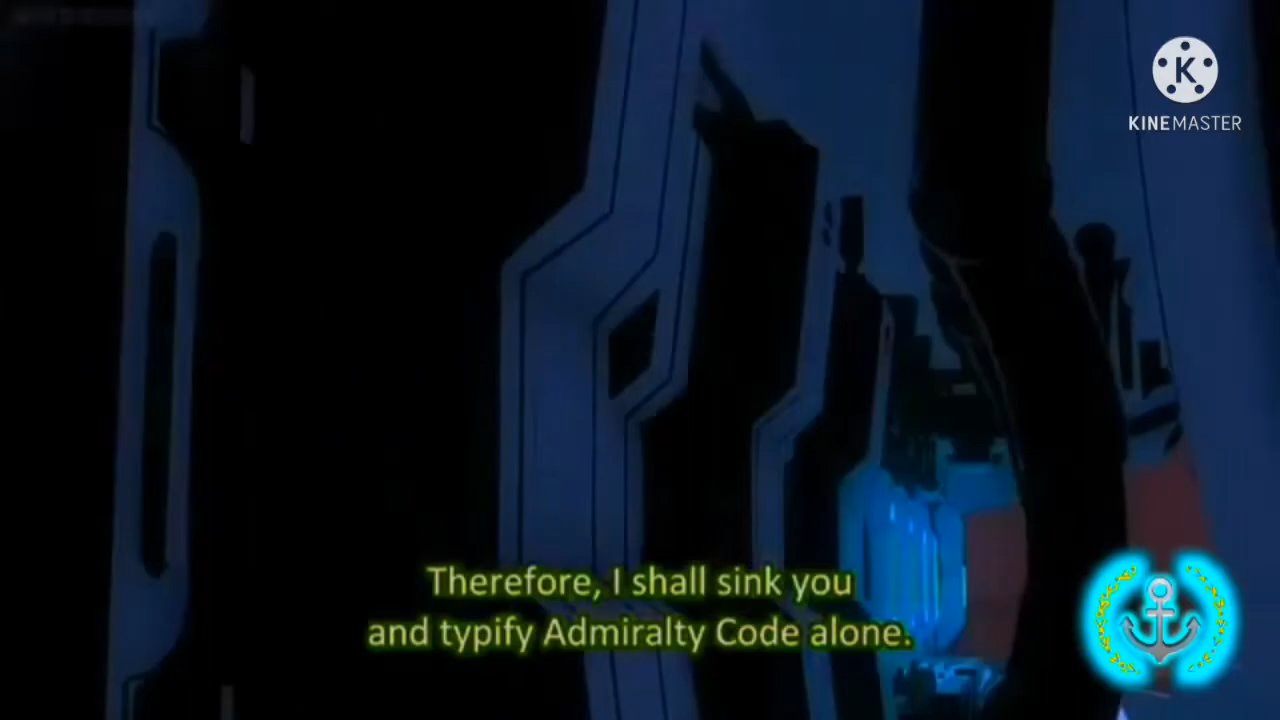 KINEMASTER
Therefore, I shall sink you
and typify Admiralty Code alone.